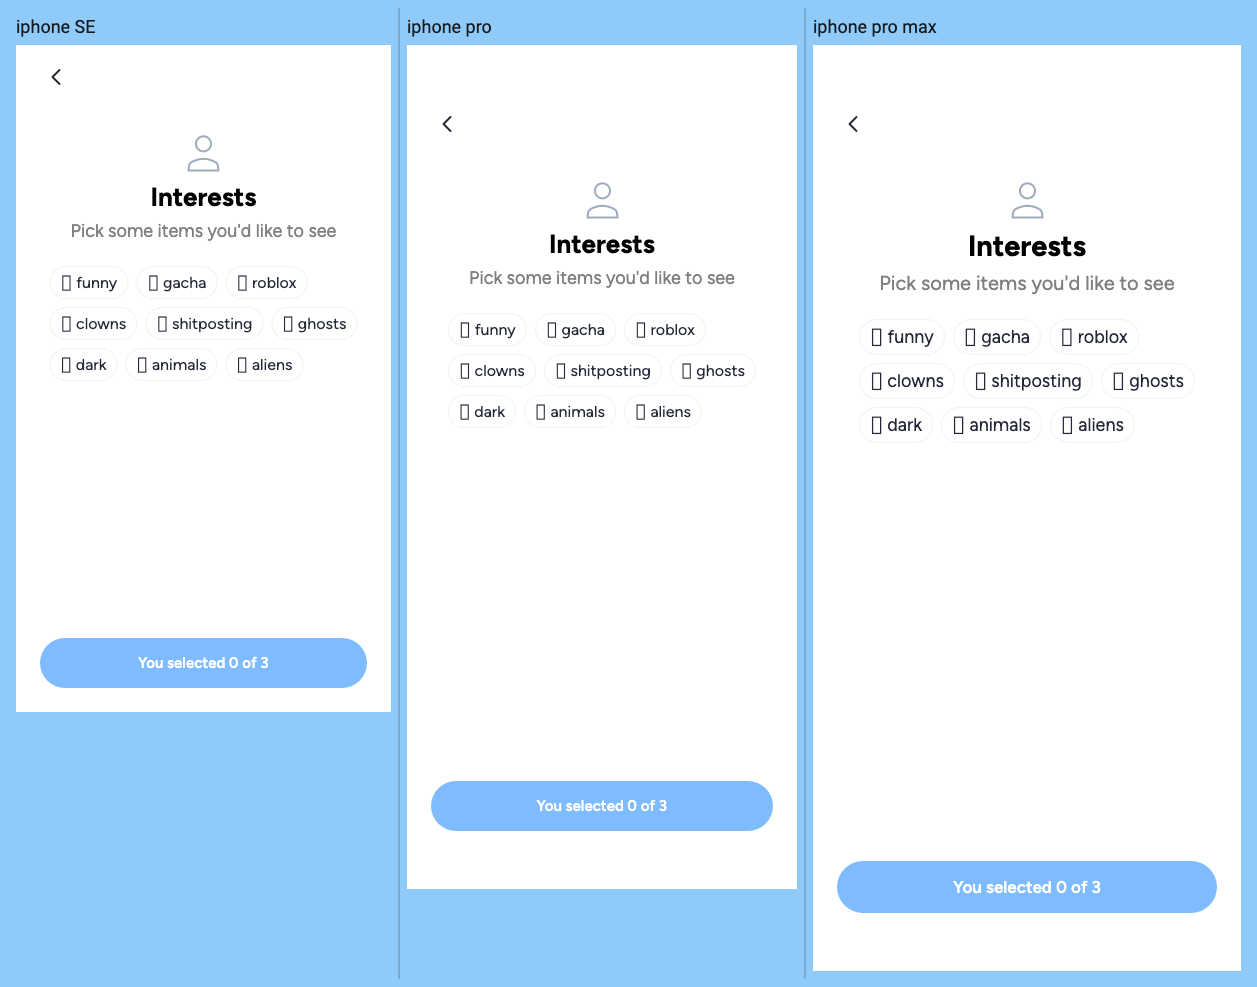 iphone SE
Interests
Pick some items you'd like to see
funny gacha roblox
clowns shitposting ghosts
dark animals aliens
You selected 0 of 3
iphone pro
Interests
Pick some items you'd like to see
funny gacha roblox
clowns shitposting ghosts
dark animals aliens
You selected 0 of 3
iphone pro max
Interests
Pick some items you'd like to see
funny gacha roblox
clowns shitposting ghosts
dark animals aliens
You selected 0 of 3